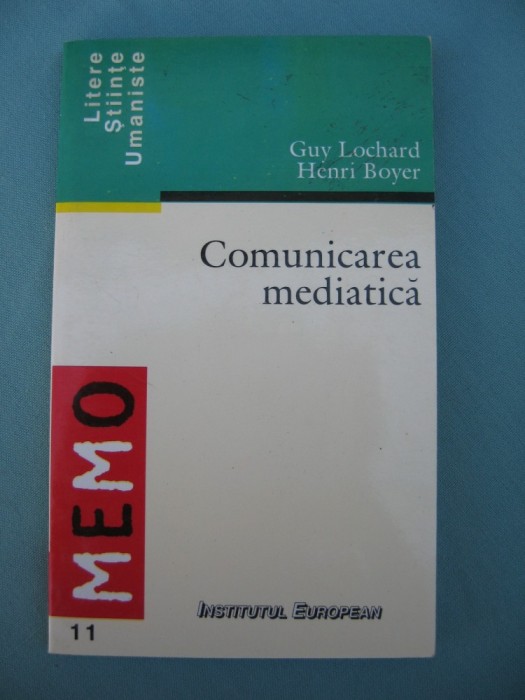 Litere
Științe
Umaniste
Guy Lochard
Henri Boyer
Comunicarea
mediatică
MEMO
11
INSTITUTUL EUROPEAN